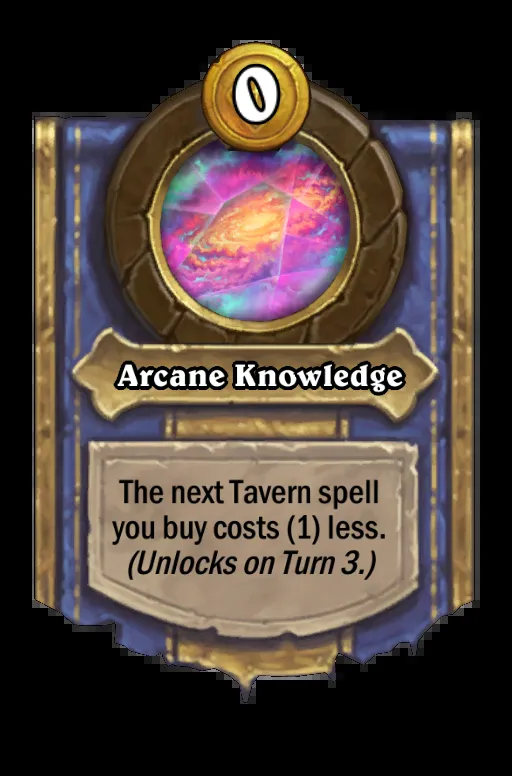 0
Arcane Knowledge
The next Tavern spell
you buy costs (1) less.
(Unlocks on Turn 3.)